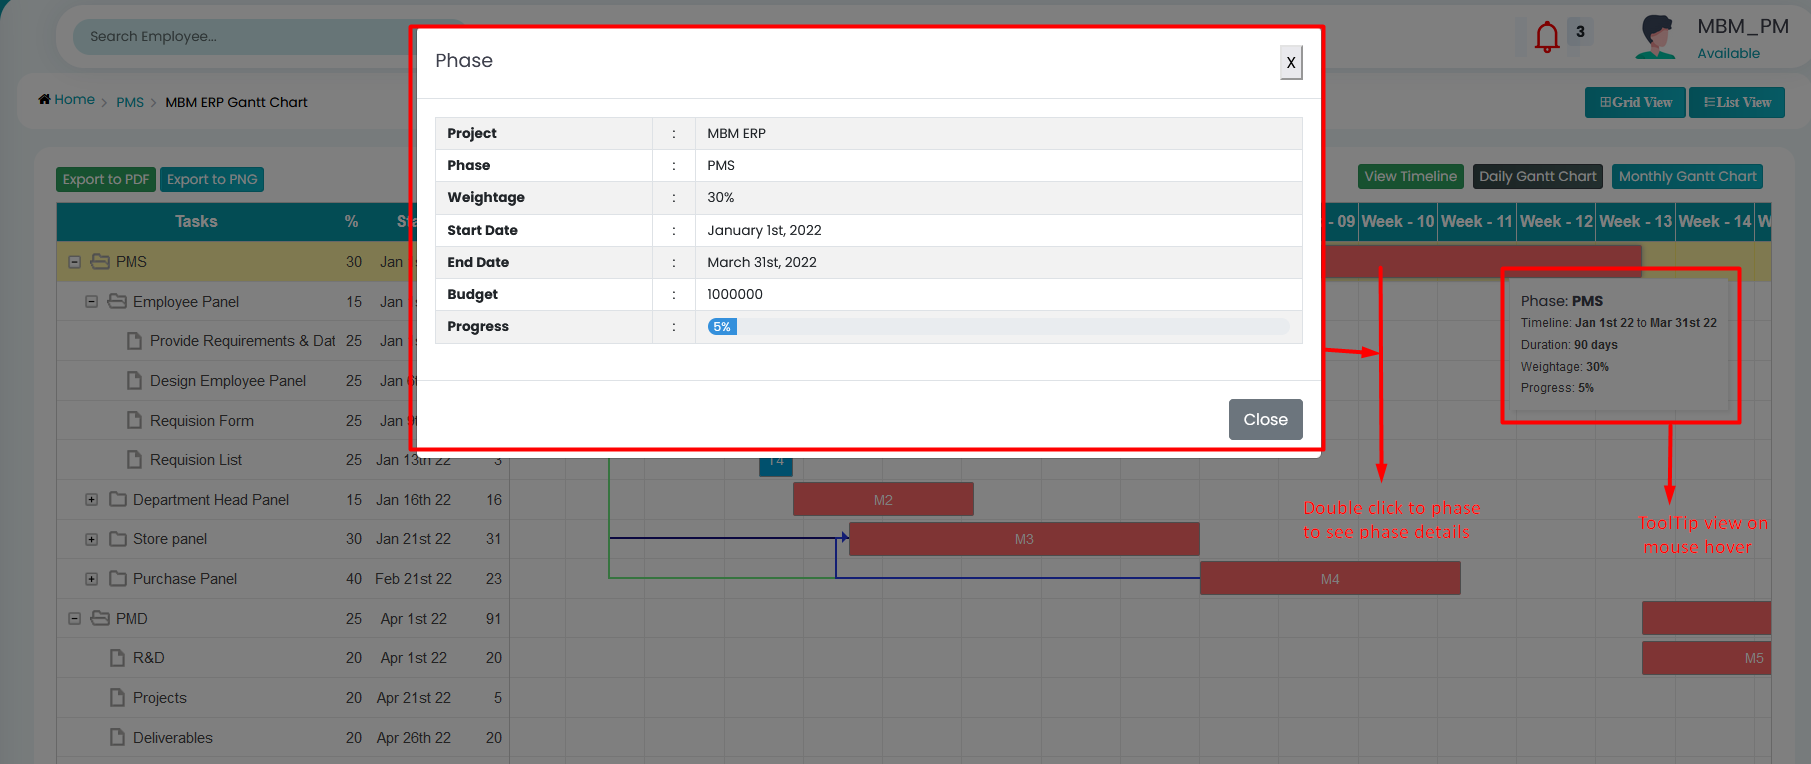 Search Employee...
3
MBM_PM
Available
Home > PMS > MBM ERP Gantt Chart
Grid View
List View
Phase
X
Project : MBM ERP
Phase : PMS
Weightage : 30%
Start Date : January 1st, 2022
End Date : March 31st, 2022
Budget : 1000000
Progress : 5%
Close
Export to PDF
Export to PNG
View Timeline
Daily Gantt Chart
Monthly Gantt Chart
Tasks % Sta
- 09 Week - 10 Week - 11 Week - 12 Week - 13 Week - 14 W
PMS 30 Jan
Employee Panel 15 Jan
Provide Requirements & Dat 25 Jan
Design Employee Panel 25 Jan 6
Requision Form 25 Jan 9
Requision List 25 Jan 13th 22 3
T4
Department Head Panel 15 Jan 16th 22 16
M2
Store panel 30 Jan 21st 22 31
M3
Purchase Panel 40 Feb 21st 22 23
M4
PMD 25 Apr 1st 22 91
R&D 20 Apr 1st 22 20
M5
Projects 20 Apr 21st 22 5
Deliverables 20 Apr 26th 22 20
Phase: PMS
Timeline: Jan 1st 22 to Mar 31st 22
Duration: 90 days
Weightage: 30%
Progress: 5%
Double click to phase
to see phase details
ToolTip view on
mouse hover